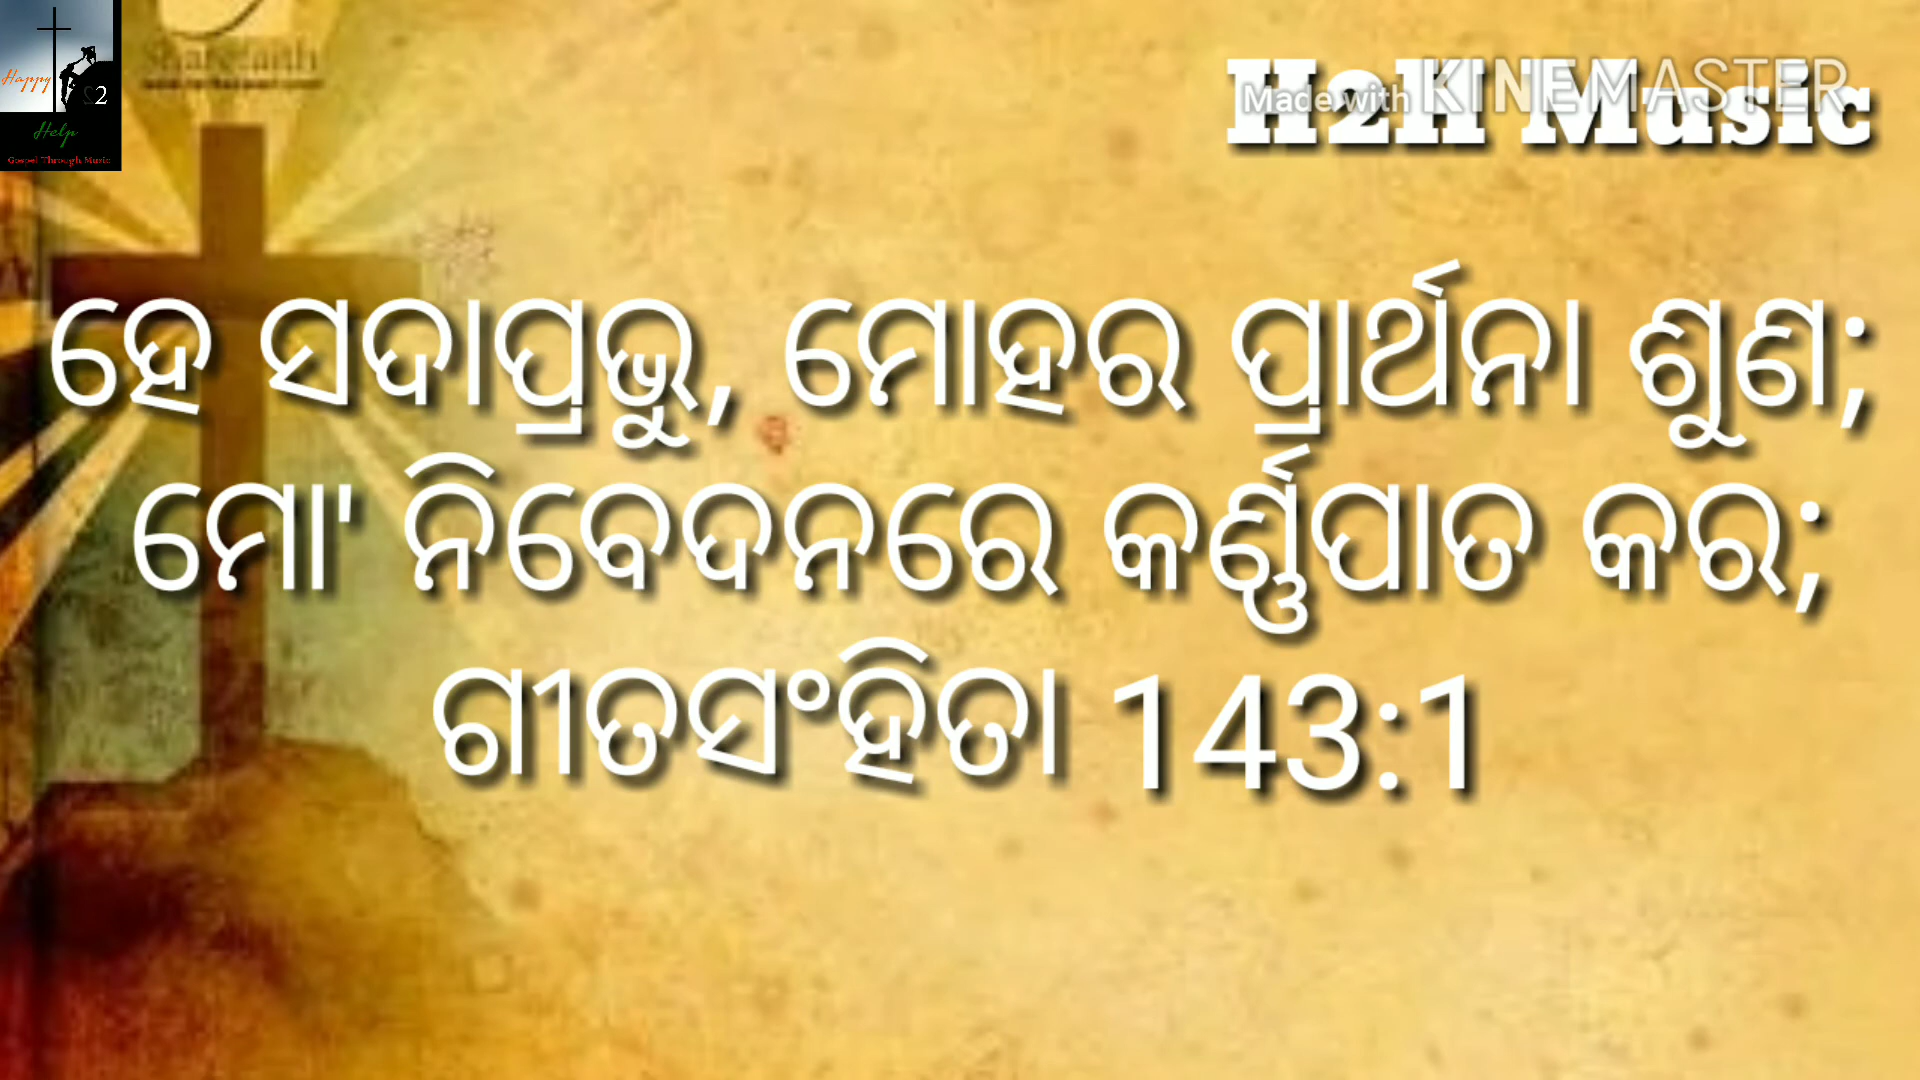 Happy
2
Help
Gospel Through Music
Sharefaith
H2H Music
Made with KINEMASTER
ହେ ସଦାପ୍ରଭୁ, ମୋହର ପ୍ରାର୍ଥନା ଶୁଣ;
ମୋ' ନିବେଦନରେ କର୍ଣ୍ଣପାତ କର;
ଗୀତସଂହିତା 143:1